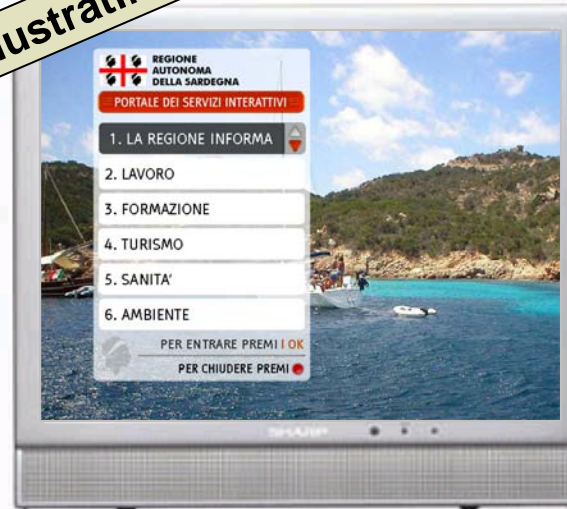 REGIONE
AUTONOMA
DELLA SARDEGNA
PORTALE DEI SERVIZI INTERATTIVI
1. LA REGIONE INFORMA
2. LAVORO
3. FORMAZIONE
4. TURISMO
5. SANITA'
6. AMBIENTE
PER ENTRARE PREMI I OK
PER CHIUDERE PREMI
SHARP